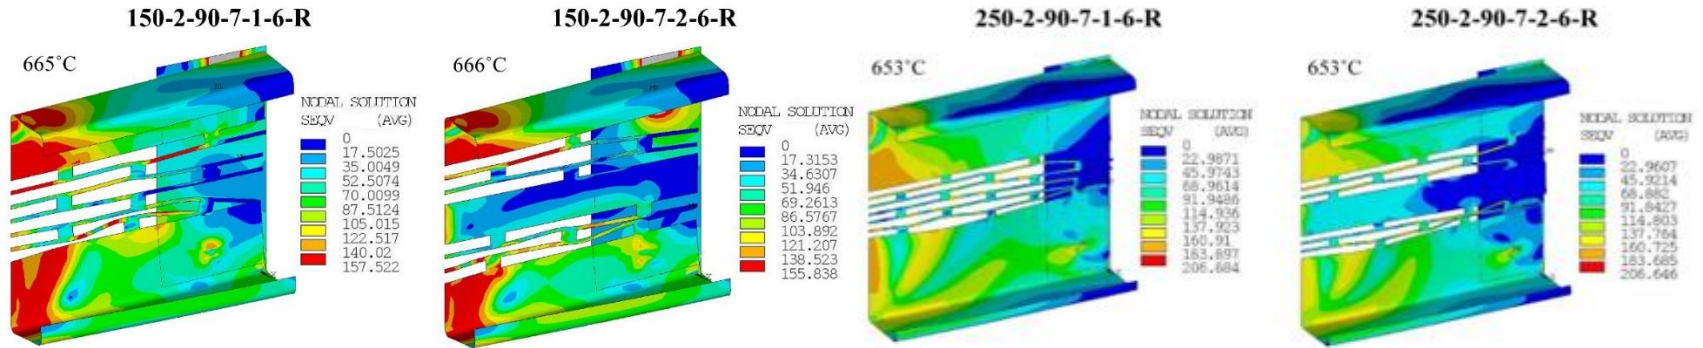 150-2-90-7-1-6-R
665°C
NODAL SOLUTION
SEQV (AVG)
0
17.5025
35.0049
52.5074
70.0099
87.5124
105.015
122.517
140.02
157.522
150-2-90-7-2-6-R
666°C
NODAL SOLUTION
SEQV (AVG)
0
17.3153
34.6307
51.946
69.2613
86.5767
103.892
121.207
138.523
155.838
250-2-90-7-1-6-R
653°C
NODAL SOLUTION
SEQV (AVG)
0
22.9871
45.9743
68.9614
91.9486
114.936
137.923
160.91
183.897
206.884
250-2-90-7-2-6-R
653°C
NODAL SOLUTION
SEQV (AVG)
0
22.9607
45.9214
68.882
91.8427
114.803
137.764
160.725
183.685
206.646